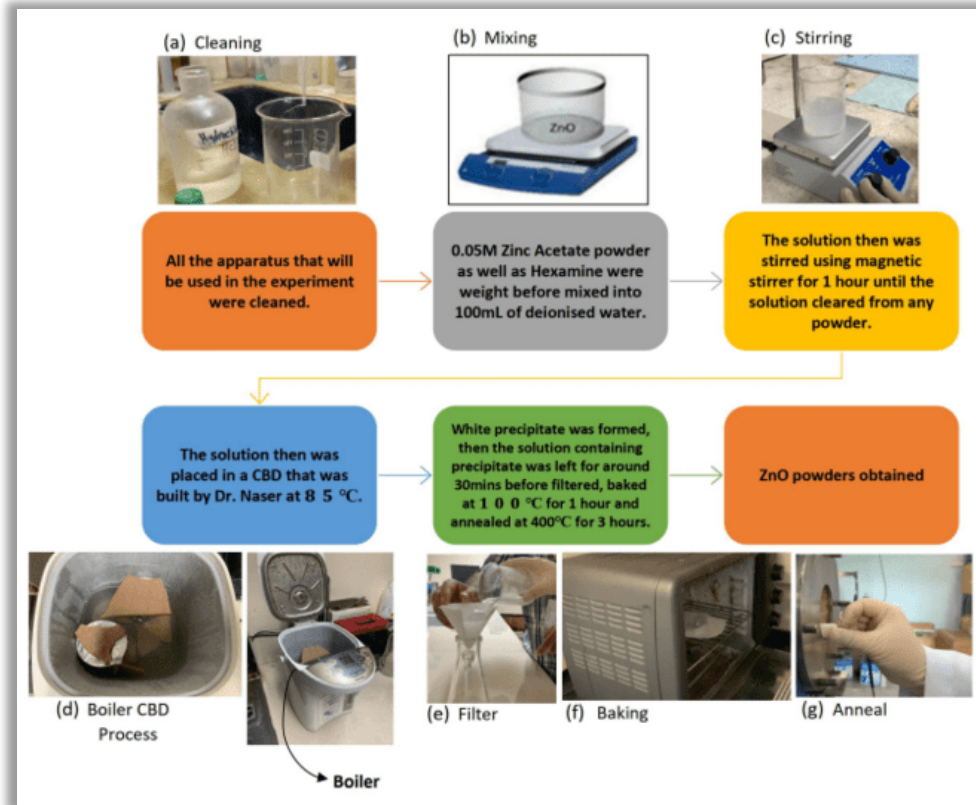 (a) Cleaning
(b) Mixing
(c) Stirring
ZnO
All the apparatus that will
be used in the experiment
were cleaned.
0.05M Zinc Acetate powder
as well as Hexamine were
weight before mixed into
100mL of deionised water.
The solution then was
stirred using magnetic
stirrer for 1 hour until the
solution cleared from any
powder.
The solution then was
placed in a CBD that was
built by Dr. Naser at 8 5 °C.
White precipitate was formed,
then the solution containing
precipitate was left for around
30mins before filtered, baked
at 1 0 0 °C for 1 hour and
annealed at 400°C for 3 hours.
ZnO powders obtained
(d) Boiler CBD
Process
(e) Filter
(f) Baking
(g) Anneal
Boiler